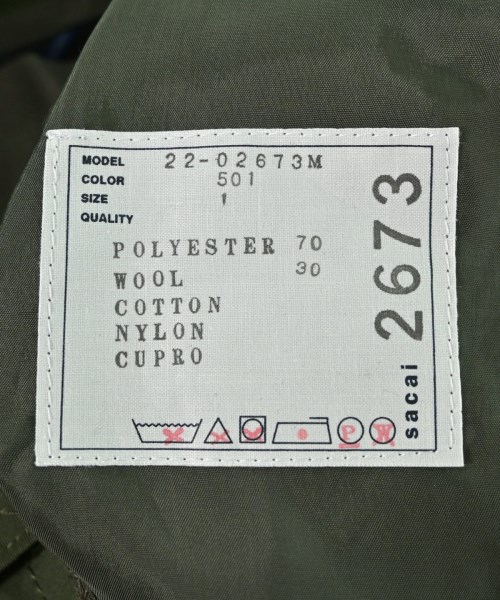 MODEL 22-02673M
COLOR 501
SIZE 1
QUALITY
POLYESTER 70
WOOL 30
COTTON
NYLON
CUPRO
P W
sacai 2673